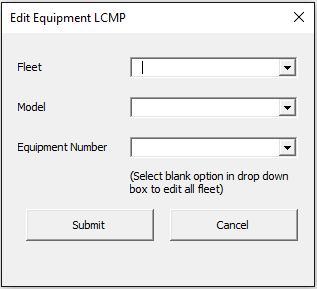 Edit Equipment LCMP
Fleet
Model
Equipment Number
(Select blank option in drop down
box to edit all fleet)
Submit
Cancel